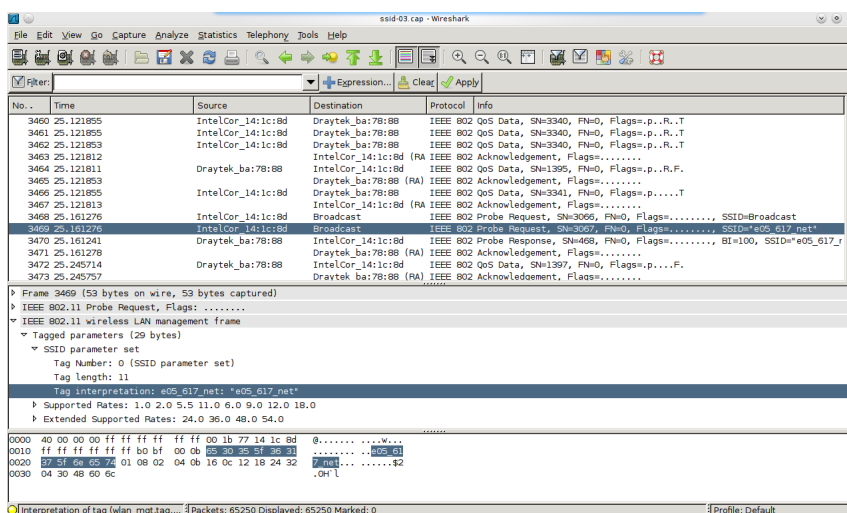 ssid-03.cap - Wireshark
File Edit View Go Capture Analyze Statistics Telephony Tools Help
Filter: Expression... Clear Apply
No. . Time Source Destination Protocol Info
3460 25.121855 IntelCor_14:1c:8d Draytek_ba:78:88 IEEE 802 QoS Data, SN=3340, FN=0, Flags=.p..R..T
3461 25.121855 IntelCor_14:1c:8d Draytek_ba:78:88 IEEE 802 QoS Data, SN=3340, FN=0, Flags=.p..R..T
3462 25.121853 IntelCor_14:1c:8d Draytek_ba:78:88 IEEE 802 QoS Data, SN=3340, FN=0, Flags=.p..R..T
3463 25.121812 IntelCor_14:1c:8d (RA IEEE 802 Acknowledgement, Flags=........
3464 25.121811 Draytek_ba:78:88 IntelCor_14:1c:8d IEEE 802 QoS Data, SN=1395, FN=0, Flags=.p..R.F.
3465 25.121853 Draytek_ba:78:88 (RA) IEEE 802 Acknowledgement, Flags=........
3466 25.121855 IntelCor_14:1c:8d Draytek_ba:78:88 IEEE 802 QoS Data, SN=3341, FN=0, Flags=.p.....T
3467 25.121813 IntelCor_14:1c:8d (RA IEEE 802 Acknowledgement, Flags=........
3468 25.161276 IntelCor_14:1c:8d Broadcast IEEE 802 Probe Request, SN=3066, FN=0, Flags=........, SSID=Broadcast
3469 25.161276 IntelCor_14:1c:8d Broadcast IEEE 802 Probe Request, SN=3067, FN=0, Flags=........, SSID="e05_617_net"
3470 25.161241 Draytek_ba:78:88 IntelCor_14:1c:8d IEEE 802 Probe Response, SN=468, FN=0, Flags=........, BI=100, SSID="e05_617_r
3471 25.161278 Draytek_ba:78:88 (RA) IEEE 802 Acknowledgement, Flags=........
3472 25.245714 Draytek_ba:78:88 IntelCor_14:1c:8d IEEE 802 QoS Data, SN=1397, FN=0, Flags=.p....F.
3473 25.245757 Draytek_ba:78:88 (RA) IEEE 802 Acknowledgement, Flags=........
Frame 3469 (53 bytes on wire, 53 bytes captured)
IEEE 802.11 Probe Request, Flags: ........
IEEE 802.11 wireless LAN management frame
Tagged parameters (29 bytes)
SSID parameter set
Tag Number: 0 (SSID parameter set)
Tag length: 11
Tag interpretation: e05_617_net: "e05_617_net"
Supported Rates: 1.0 2.0 5.5 11.0 6.0 9.0 12.0 18.0
Extended Supported Rates: 24.0 36.0 48.0 54.0
0000 40 00 00 00 ff ff ff ff ff ff 00 1b 77 14 1c 8d @....... ....w...
0010 ff ff ff ff ff ff b0 bf 00 0b 65 30 35 5f 36 31 ........ ..e05_61
0020 37 5f 6e 65 74 01 08 02 04 0b 16 0c 12 18 24 32 7_net... ......$2
0030 04 30 48 60 6c .0H`l
Interpretation of tag (wlan_mgt.tag.... Packets: 65250 Displayed: 65250 Marked: 0 Profile: Default